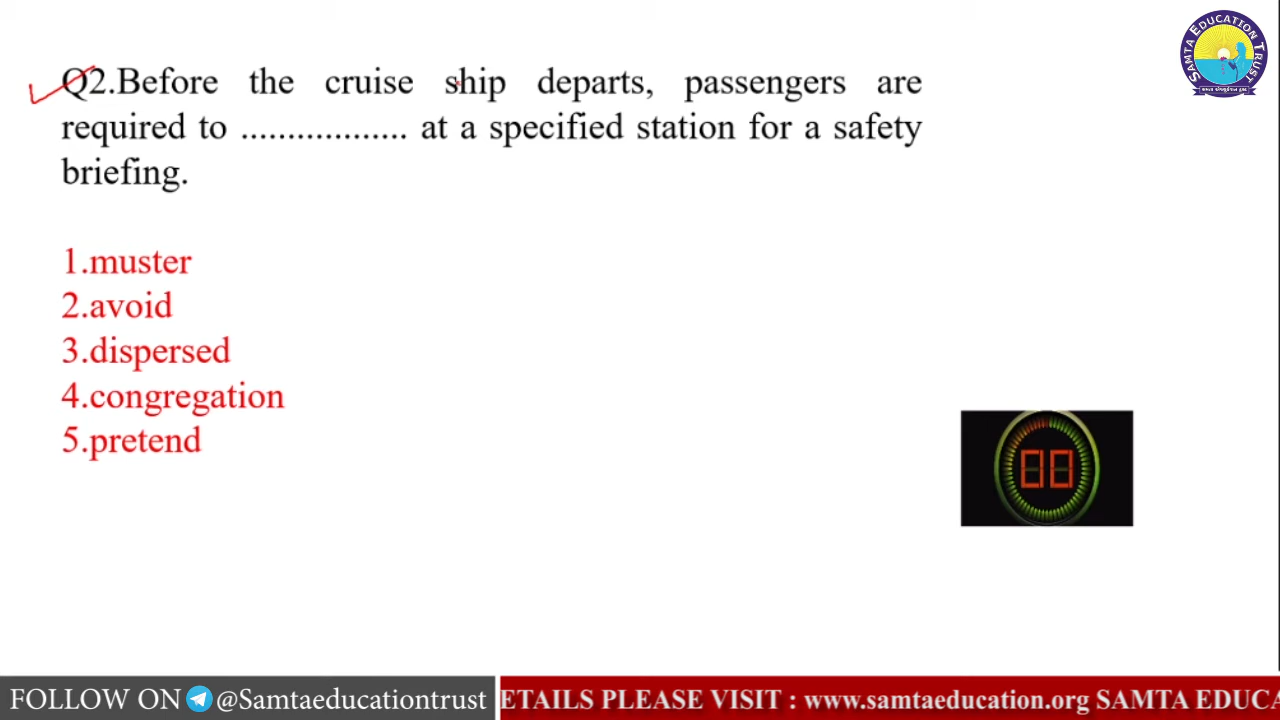 SAMTA EDUCATION TRUST
Q2.Before the cruise ship departs, passengers are
required to .................. at a specified station for a safety
briefing.
1.muster
2.avoid
3.dispersed
4.congregation
5.pretend
00
FOLLOW ON @Samtaeducationtrust
ETAILS PLEASE VISIT : www.samtaeducation.org SAMTA EDUCA